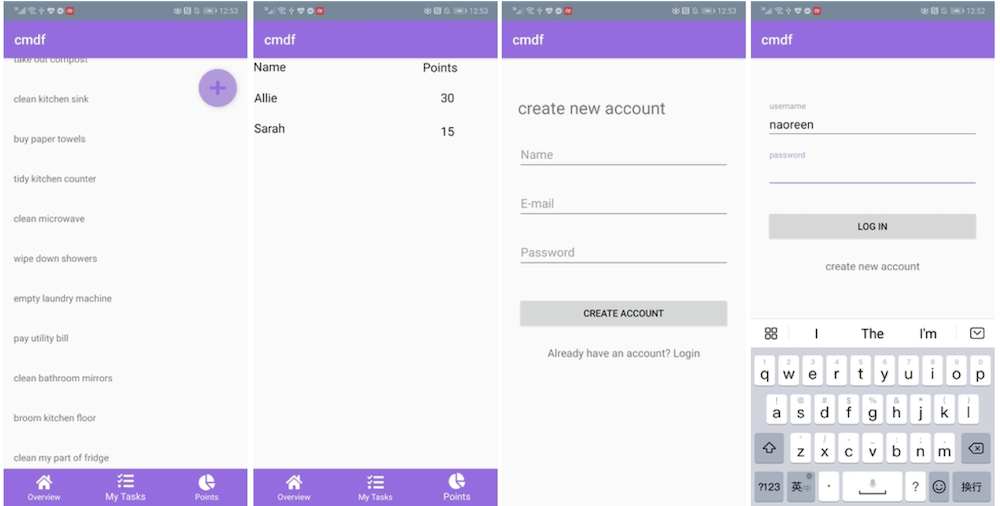 12:53
cmdf
take out compost
clean kitchen sink
buy paper towels
tidy kitchen counter
clean microwave
wipe down showers
empty laundry machine
pay utility bill
clean bathroom mirrors
broom kitchen floor
clean my part of fridge
Overview My Tasks Points
12:53
cmdf
Name Points
Allie 30
Sarah 15
Overview My Tasks Points
12:53
cmdf
create new account
Name
E-mail
Password
CREATE ACCOUNT
Already have an account? Login
12:52
cmdf
username
naoreen
password
LOG IN
create new account
I The I'm
1 2 3 4 5 6 7 8 9 0
q w e r t y u i o p
! @ # $ % & * ( )
a s d f g h j k l
z x c v b n m
?123 英 中 ? 换行